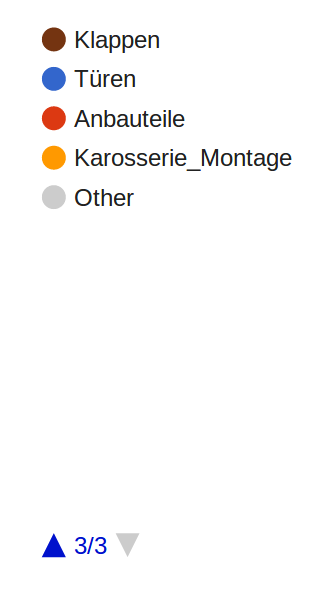 Klappen
Türen
Anbauteile
Karosserie_Montage
Other
3/3